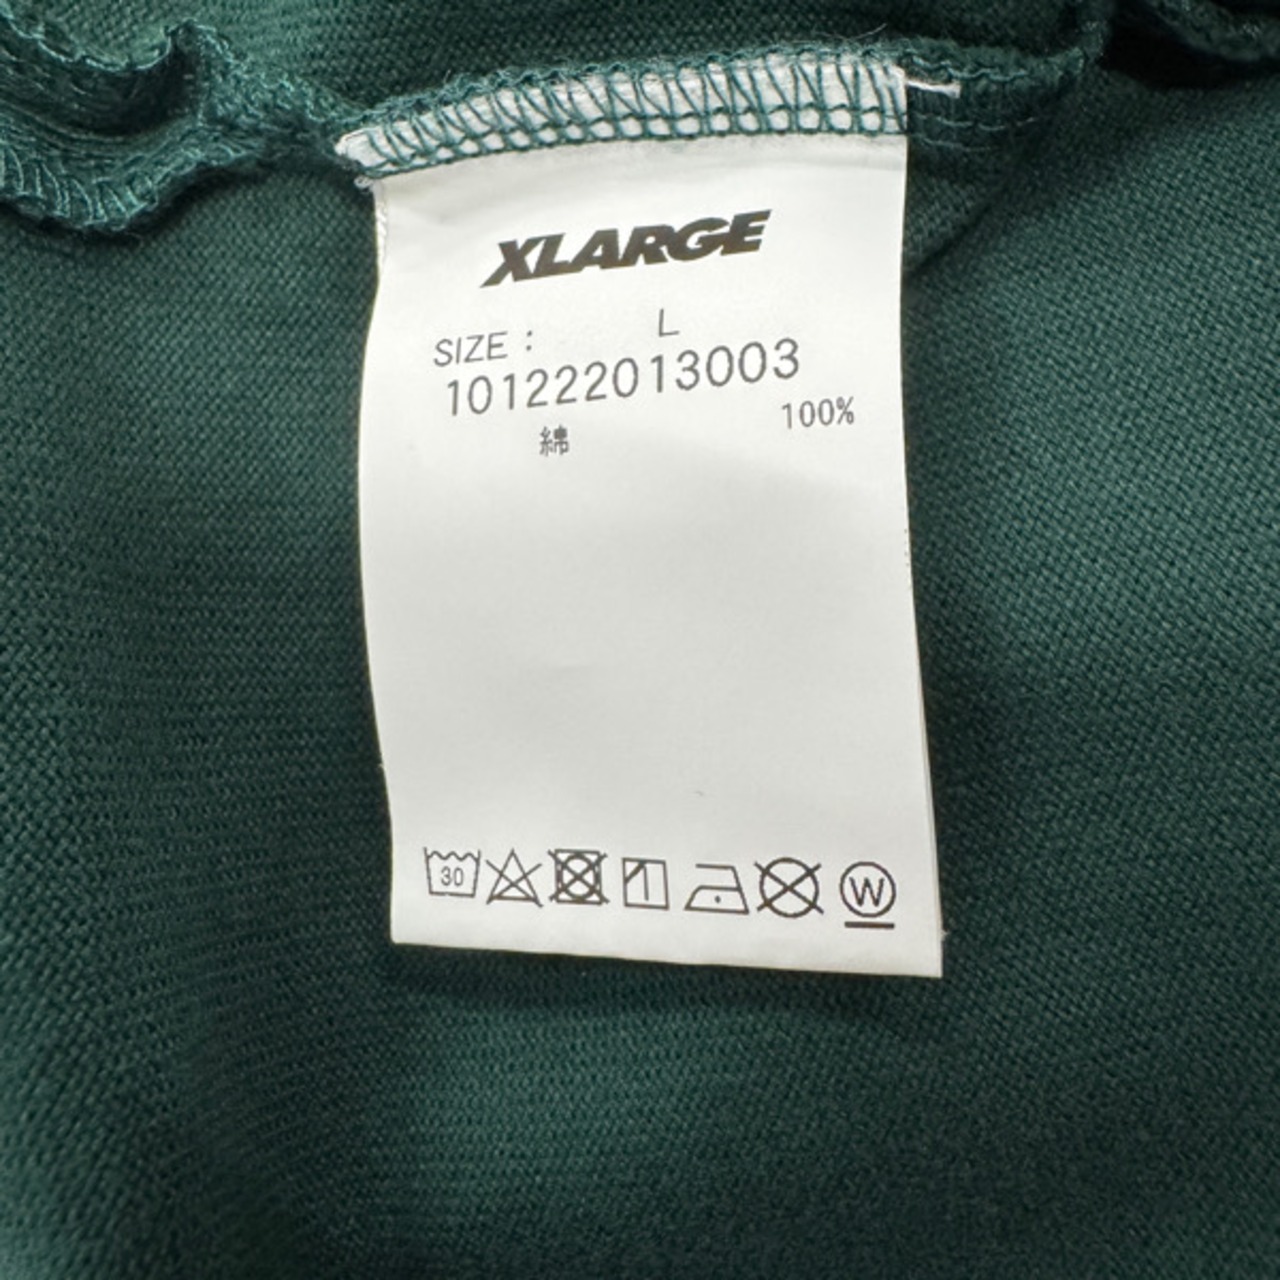 XLARGE
SIZE : L
101222013003
綿 100%
30
W